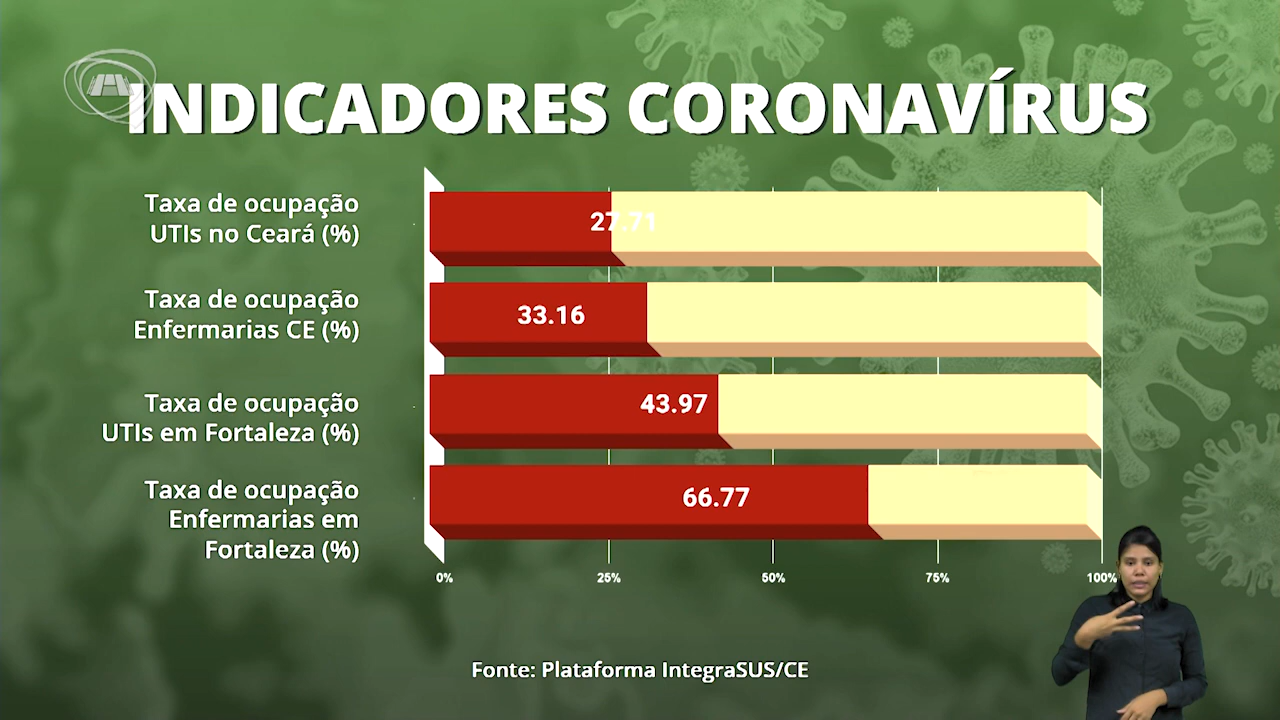 INDICADORES CORONAVÍRUS
Taxa de ocupação
UTIs no Ceará (%)
27.71
Taxa de ocupação
Enfermarias CE (%)
33.16
Taxa de ocupação
UTIs em Fortaleza (%)
43.97
Taxa de ocupação
Enfermarias em
Fortaleza (%)
66.77
0% 25% 50% 75% 100%
Fonte: Plataforma IntegraSUS/CE